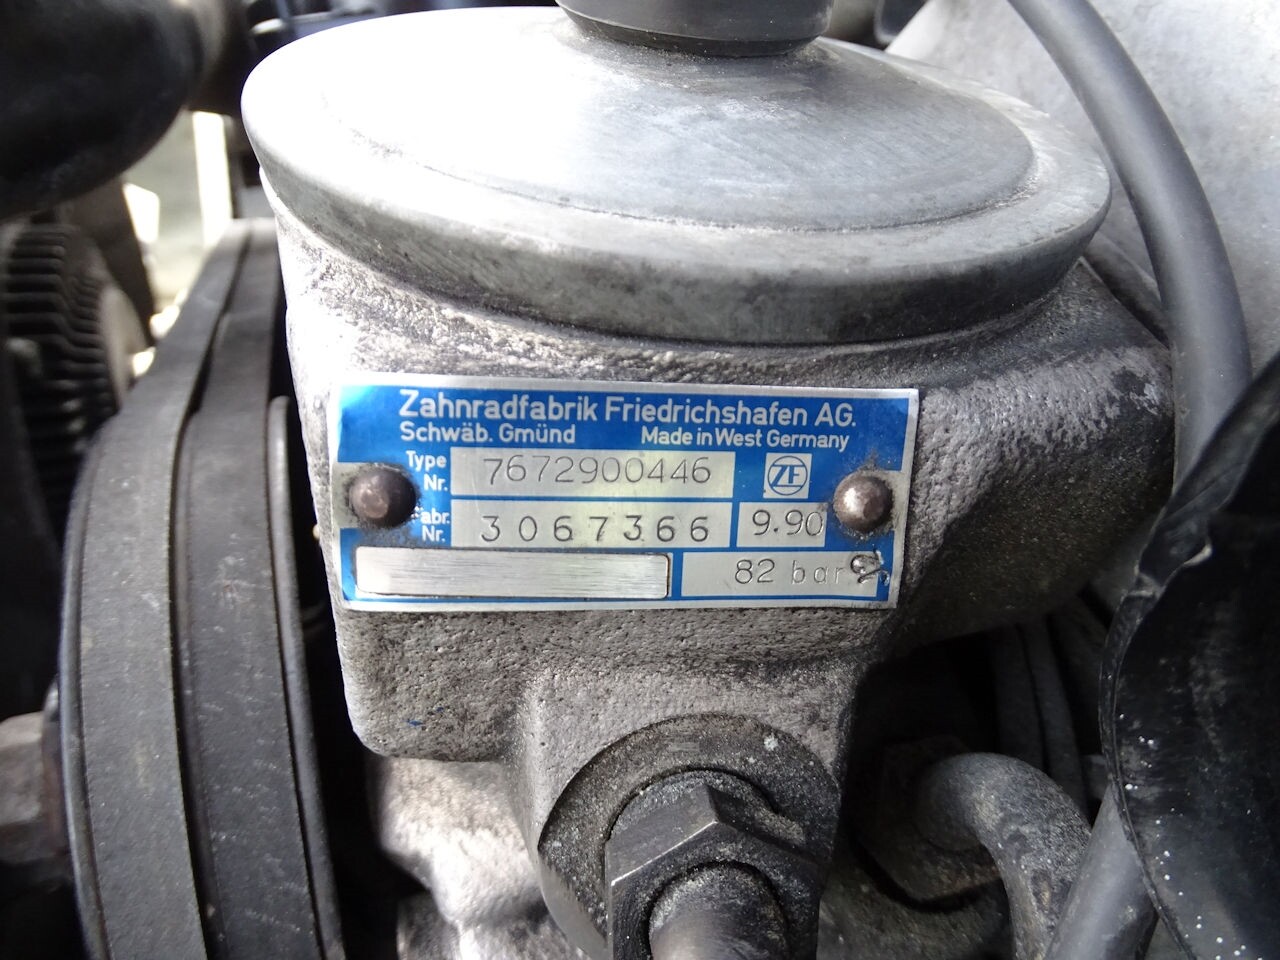 Zahnradfabrik Friedrichshafen AG.
Schwäb. Gmünd Made in West Germany
Type Nr. 7672900446 ZF
Fabr. Nr. 3067366 9.90
82 bar